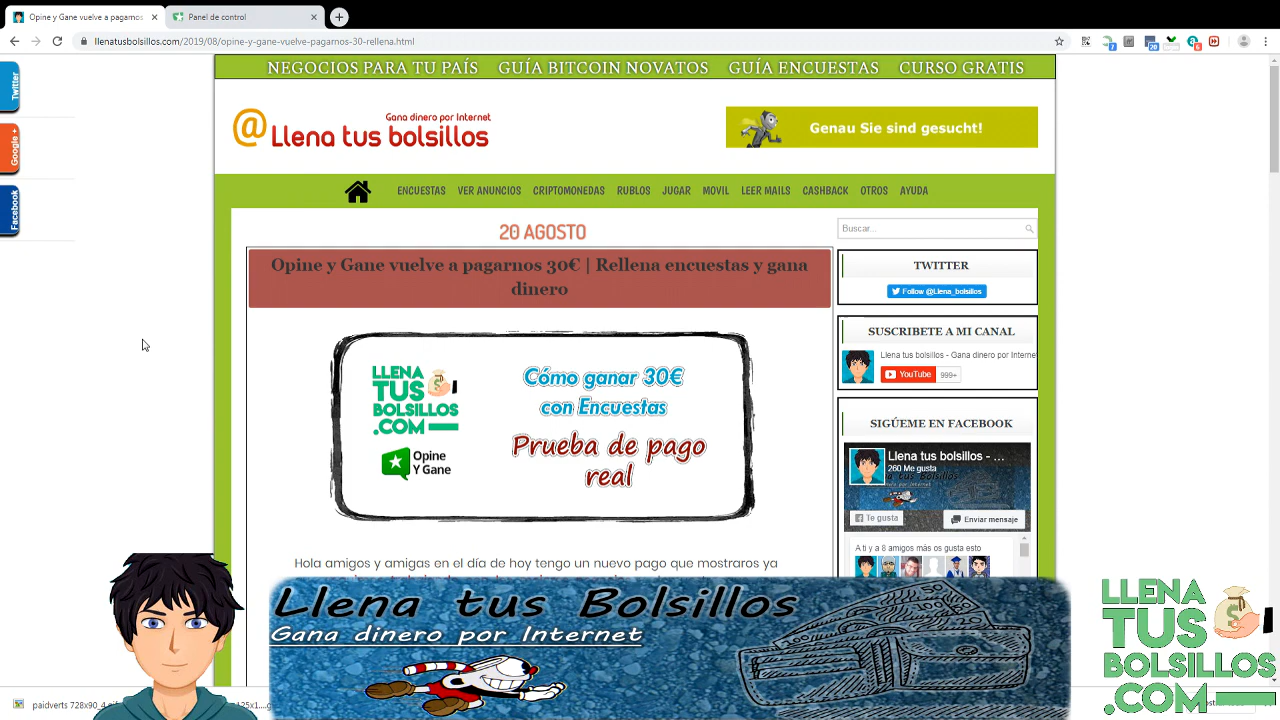 Opine y Gane vuelve a pagarnos
Panel de control
llenatusbolsillos.com/2019/08/opine-y-gane-vuelve-pagarnos-30-rellena.html
7
20
6
Twitter
Google +
Facebook
NEGOCIOS PARA TU PAÍS GUÍA BITCOIN NOVATOS GUÍA ENCUESTAS CURSO GRATIS
Gana dinero por Internet
@Llena tus bolsillos
Genau Sie sind gesucht!
ENCUESTAS VER ANUNCIOS CRIPTOMONEDAS RUBLOS JUGAR MOVIL LEER MAILS CASHBACK OTROS AYUDA
20 AGOSTO
Opine y Gane vuelve a pagarnos 30€ | Rellena encuestas y gana
dinero
LLENA
TUS
BOLSILLOS
.COM
Opine
Y Gane
Cómo ganar 30€
con Encuestas
Prueba de pago
real
Hola amigos y amigas en el día de hoy tengo un nuevo pago que mostraros ya
Buscar...
TWITTER
Follow @Llena_bolsillos
SUSCRIBETE A MI CANAL
Llena tus bolsillos - Gana dinero por Interne
YouTube 999+
SIGÚEME EN FACEBOOK
Llena tus bolsillos - ...
260 Me gusta
Te gusta
Enviar mensaje
A ti y a 8 amigos más os gusta esto
Llena tus Bolsillos
Gana dinero por Internet
LLENA
TUS
BOLSILLOS
.COM
paidverts 728x90_4.gif